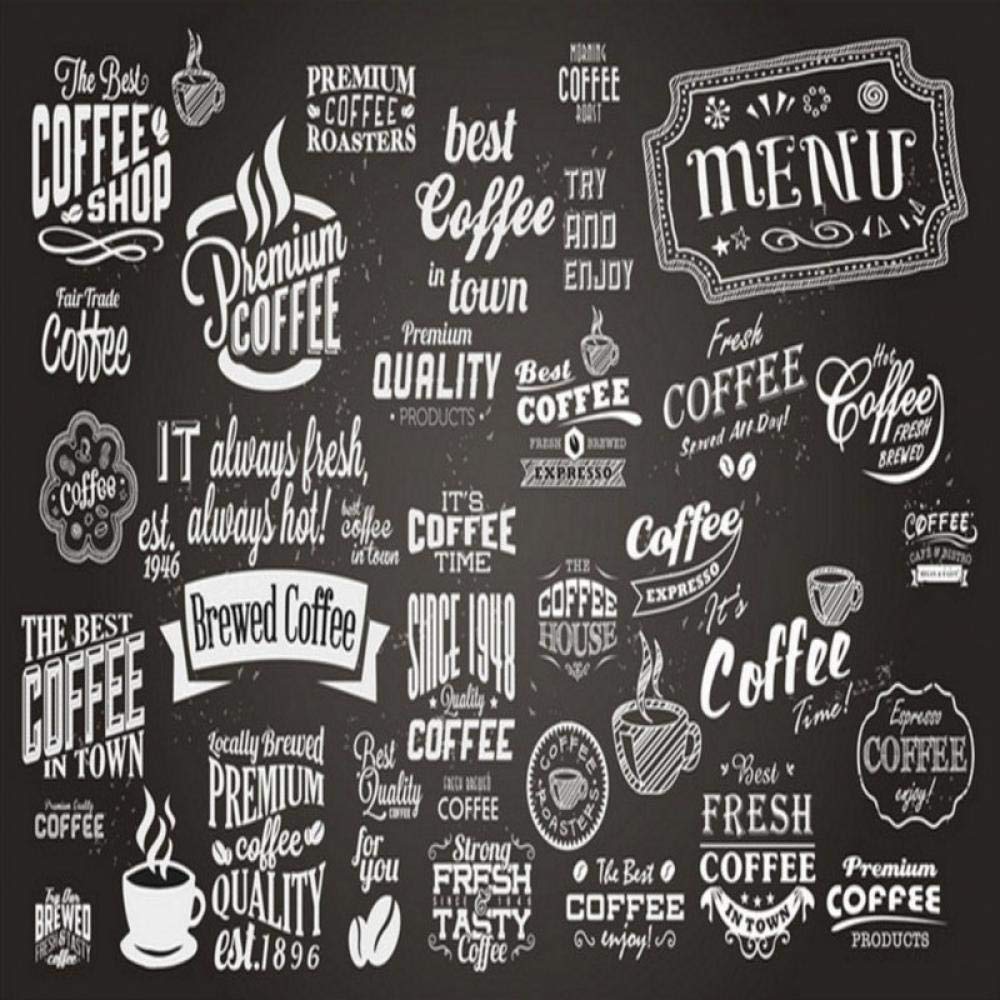 The Best
COFFEE
SHOP
PREMIUM
COFFEE
ROASTERS
MORNING
COFFEE
ROAST
best
Coffee
in town
TRY
AND
ENJOY
MENU
Premium
COFFEE
Fair Trade
Coffee
Premium
QUALITY
PRODUCTS
Best
COFFEE
FRESH BREWED
EXPRESSO
Fresh
COFFEE
Served All Day!
Hot
Coffee
FRESH
BREWED
Coffee
IT always fresh,
always hot!
est.
1946
best
coffee
in town
IT'S
COFFEE
TIME
Coffee
EXPRESSO
COFFEE
CAFÉ & BISTRO
Brewed Coffee
THE
COFFEE
HOUSE
It's
Coffee
Time!
THE BEST
COFFEE
IN TOWN
SINCE 1948
Quality
COFFEE
Espresso
COFFEE
enjoy!
Locally Brewed
PREMIUM
coffee
QUALITY
est.1896
Best
Quality
COFFEE
for
you
FRESH BREWED
COFFEE
COFFEE
ROASTERS
Best
FRESH
COFFEE
IN TOWN
Premium Quality
COFFEE
Try Our
BREWED
FRESH & TASTY
coffee
Strong
FRESH
SINCE 1948
&
TASTY
Coffee
The Best
COFFEE
enjoy!
Premium
COFFEE
PRODUCTS